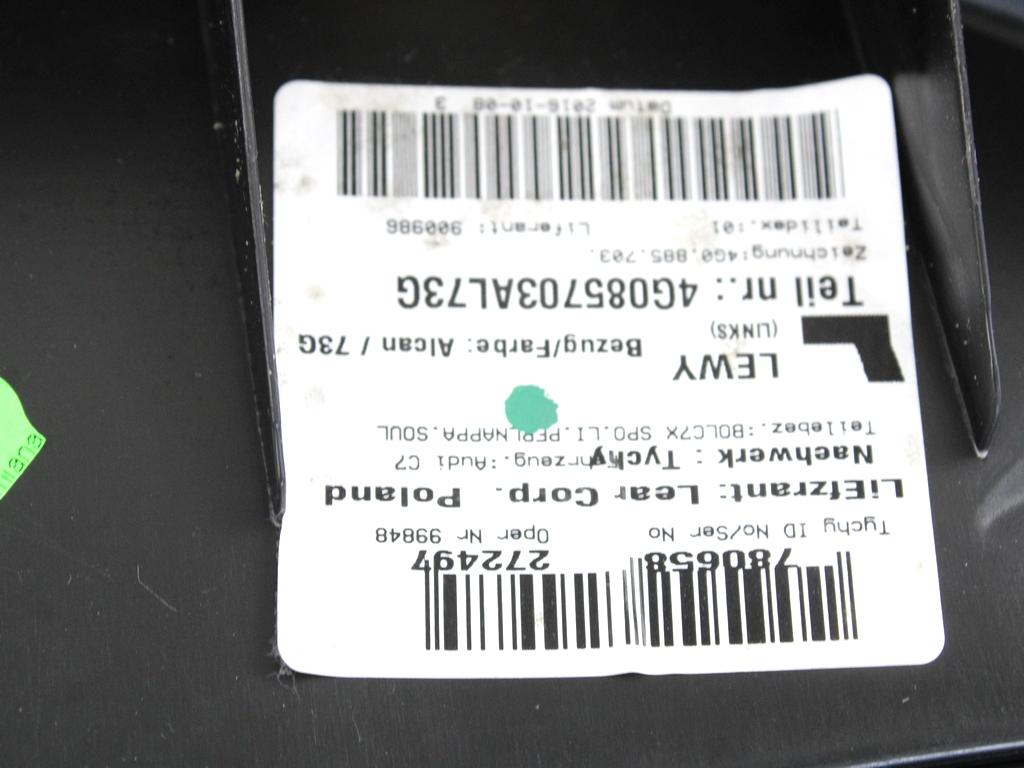 780658 272497
Tychy ID No/Ser No Oper Nr 99848
LiEfzrant: Lear Corp. Poland
Nachwerk : Tychy hrzeug.:Audi C7
Teilebez.:BOLC7X SPO.LI.PERLNAPPA.SOUL
LEWY
(LINKS) Bezug/Farbe: Alcan / 73G
Teil nr.: 4G085703AL73G
Zeichnung:4G0.885.703.
Teilidex.:01 Liferant: 900986
Datum 2016-10-08 3